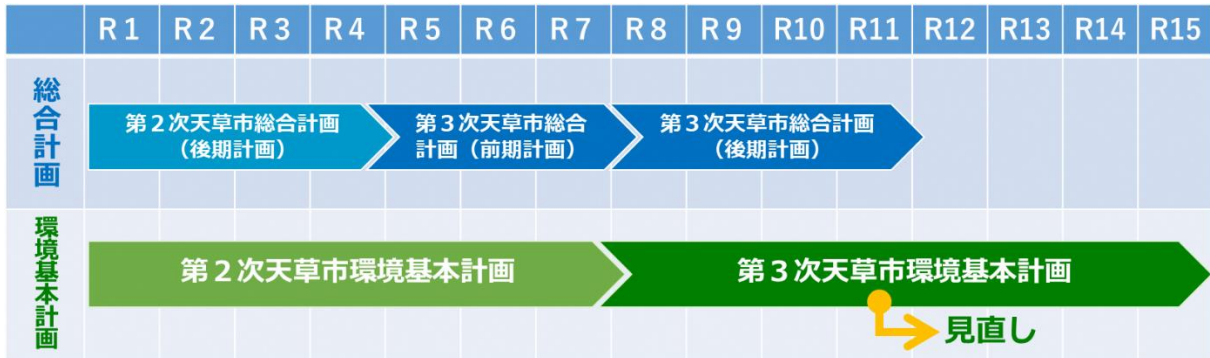 R1 R2 R3 R4 R5 R6 R7 R8 R9 R10 R11 R12 R13 R14 R15
総合計画
第2次天草市総合計画
（後期計画）
第3次天草市総合
計画（前期計画）
第3次天草市総合計画
（後期計画）
環境基本計画
第2次天草市環境基本計画
第3次天草市環境基本計画
見直し